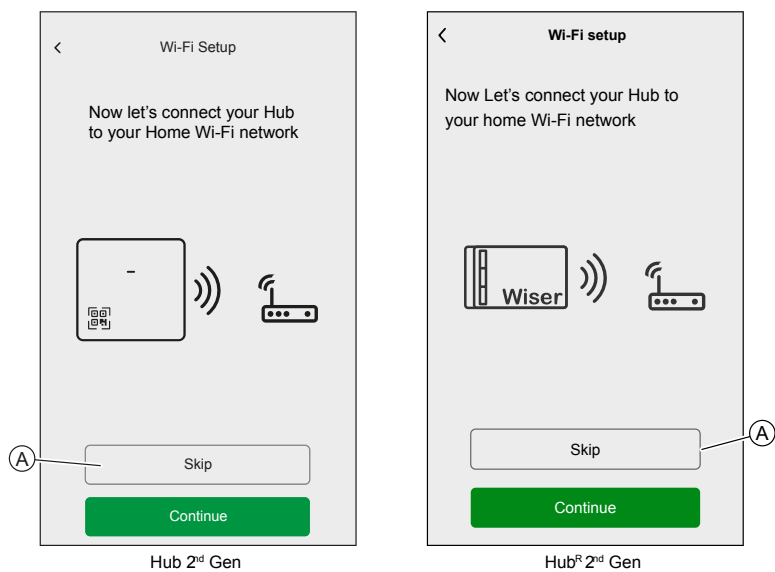 Wi-Fi Setup
Now let’s connect your Hub
to your Home Wi-Fi network
A
Skip
Continue
Hub 2nd Gen
Wi-Fi setup
Now Let's connect your Hub to
your home Wi-Fi network
Wiser
A
Skip
Continue
HubR 2nd Gen